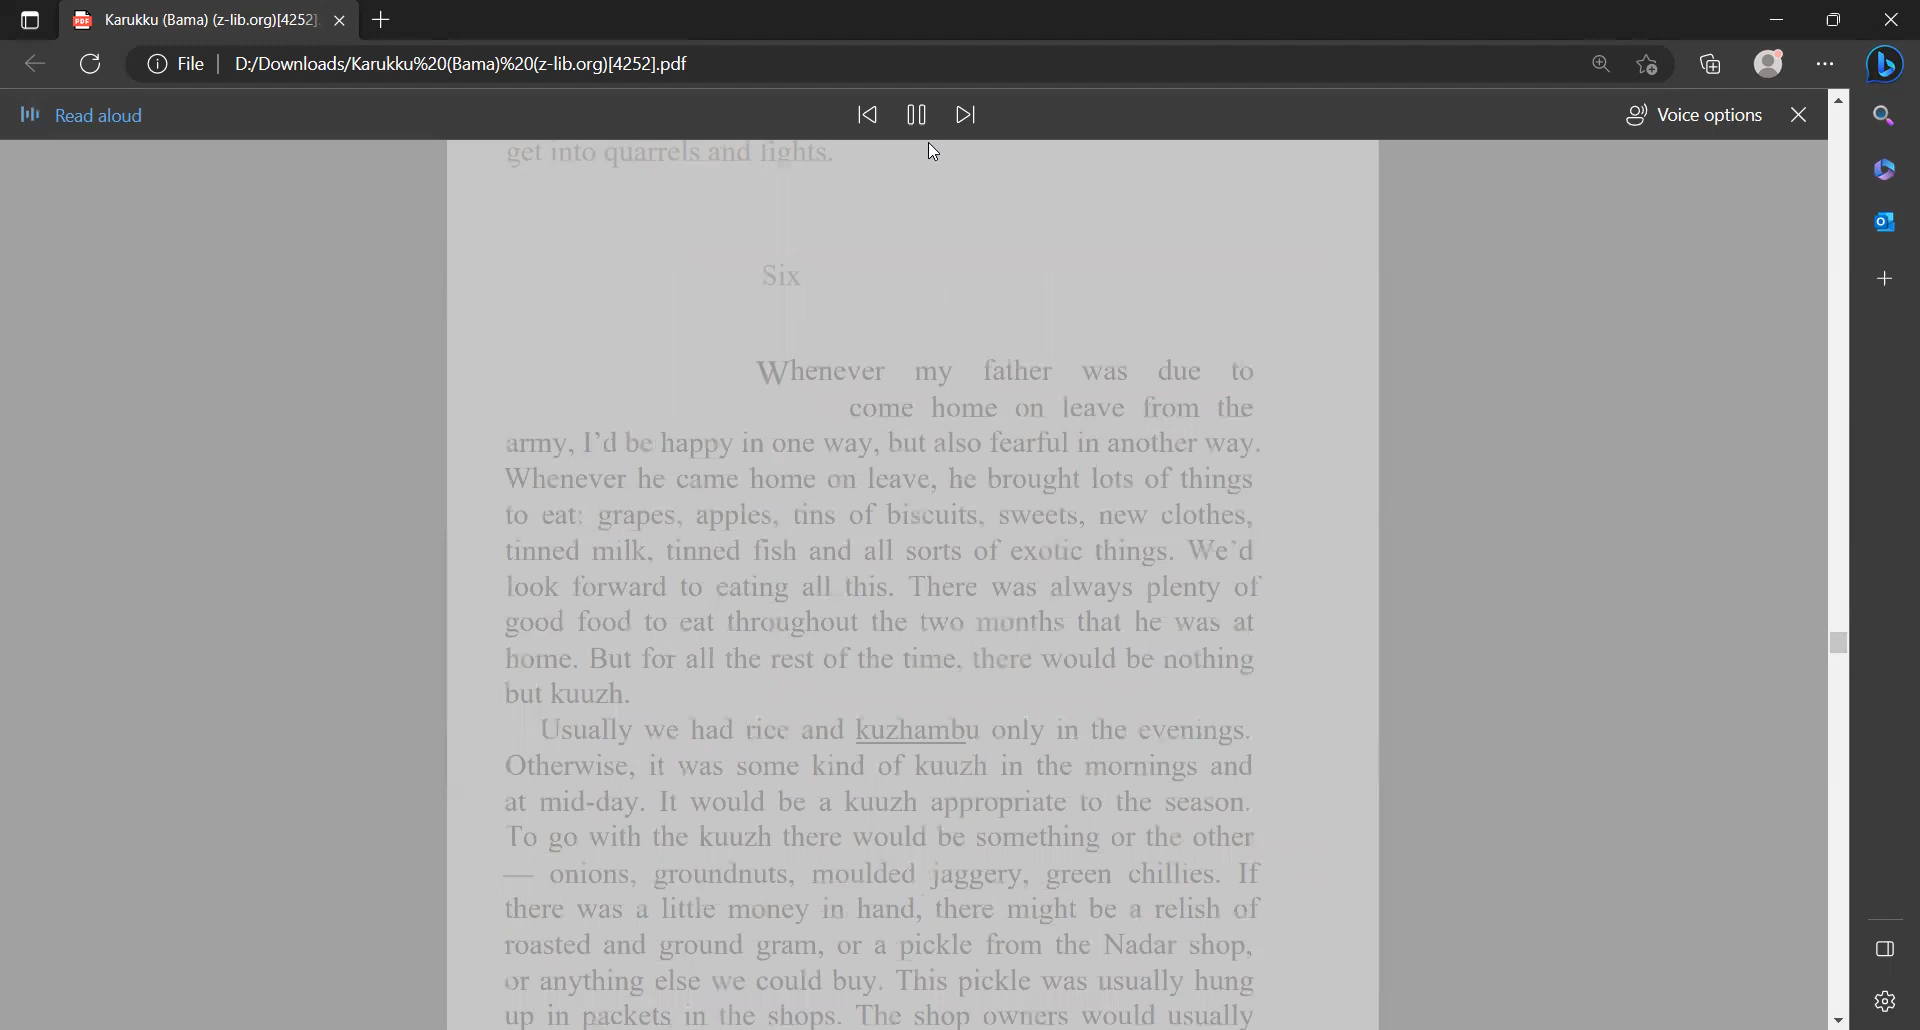 Karukku (Bama) (z-lib.org)[4252]
File
D:/Downloads/Karukku%20(Bama)%20(z-lib.org)[4252].pdf
Read aloud
Voice options
get into quarrels and fights.
Six
Whenever my father was due to
come home on leave from the
army, I’d be happy in one way, but also fearful in another way.
Whenever he came home on leave, he brought lots of things
to eat: grapes, apples, tins of biscuits, sweets, new clothes,
tinned milk, tinned fish and all sorts of exotic things. We’d
look forward to eating all this. There was always plenty of
good food to eat throughout the two months that he was at
home. But for all the rest of the time, there would be nothing
but kuuzh.
Usually we had rice and kuzhambu only in the evenings.
Otherwise, it was some kind of kuuzh in the mornings and
at mid-day. It would be a kuuzh appropriate to the season.
To go with the kuuzh there would be something or the other
— onions, groundnuts, moulded jaggery, green chillies. If
there was a little money in hand, there might be a relish of
roasted and ground gram, or a pickle from the Nadar shop,
or anything else we could buy. This pickle was usually hung
up in packets in the shops. The shop owners would usually